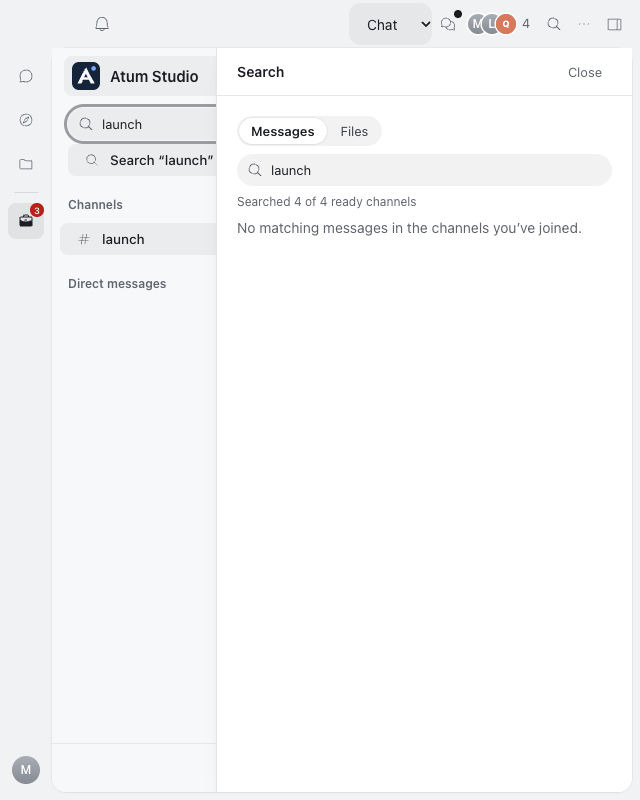 Chat
M
L
Q
4
Atum Studio
launch
Search “launch”
Channels
3
# launch
Direct messages
M
Search
Close
Messages
Files
launch
Searched 4 of 4 ready channels
No matching messages in the channels you’ve joined.